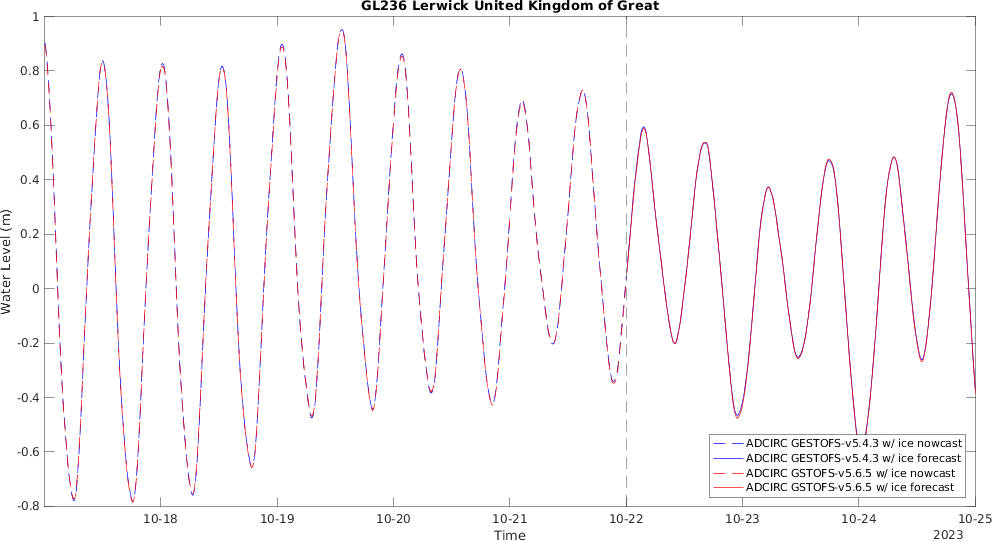 GL236 Lerwick United Kingdom of Great
1
0.8
0.6
0.4
0.2
0
-0.2
-0.4
-0.6
-0.8
Water Level (m)
10-18
10-19
10-20
10-21
10-22
10-23
10-24
10-25
Time
2023
ADCIRC GESTOFS-v5.4.3 w/ ice nowcast
ADCIRC GESTOFS-v5.4.3 w/ ice forecast
ADCIRC GSTOFS-v5.6.5 w/ ice nowcast
ADCIRC GSTOFS-v5.6.5 w/ ice forecast